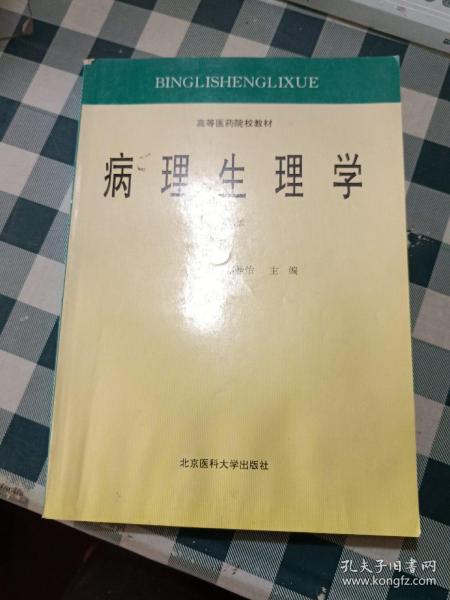 BINGLISHENGLIXUE
高等医药院校教材
病理生理学
怡 主编
北京医科大学出版社
孔夫子旧书网
www.kongfz.com